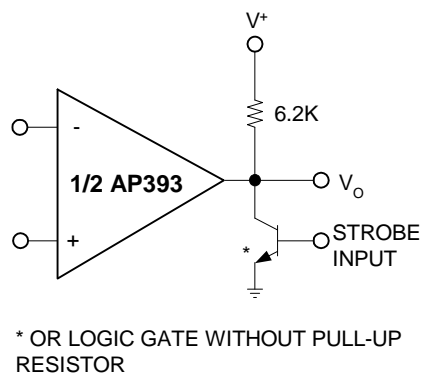 V+
6.2K
-
1/2 AP393
VO
+
*
STROBE
INPUT
* OR LOGIC GATE WITHOUT PULL-UP
RESISTOR